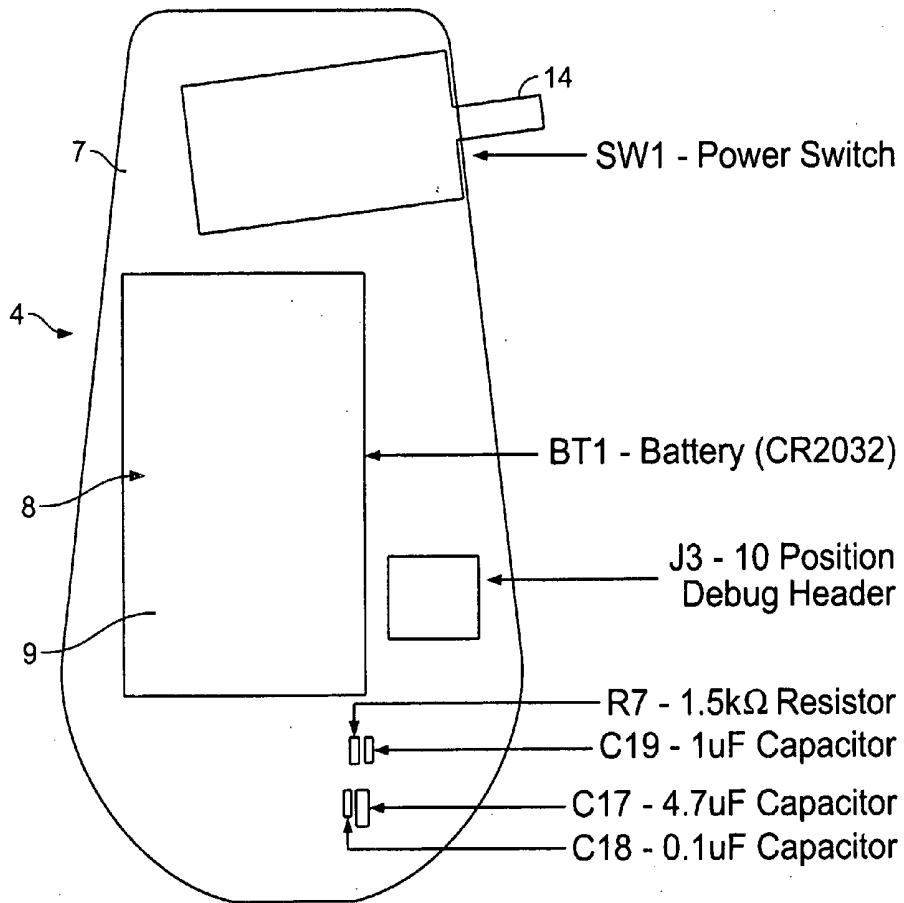 14
7
SW1 - Power Switch
4
BT1 - Battery (CR2032)
8
J3 - 10 Position
Debug Header
9
R7 - 1.5kΩ Resistor
C19 - 1uF Capacitor
C17 - 4.7uF Capacitor
C18 - 0.1uF Capacitor